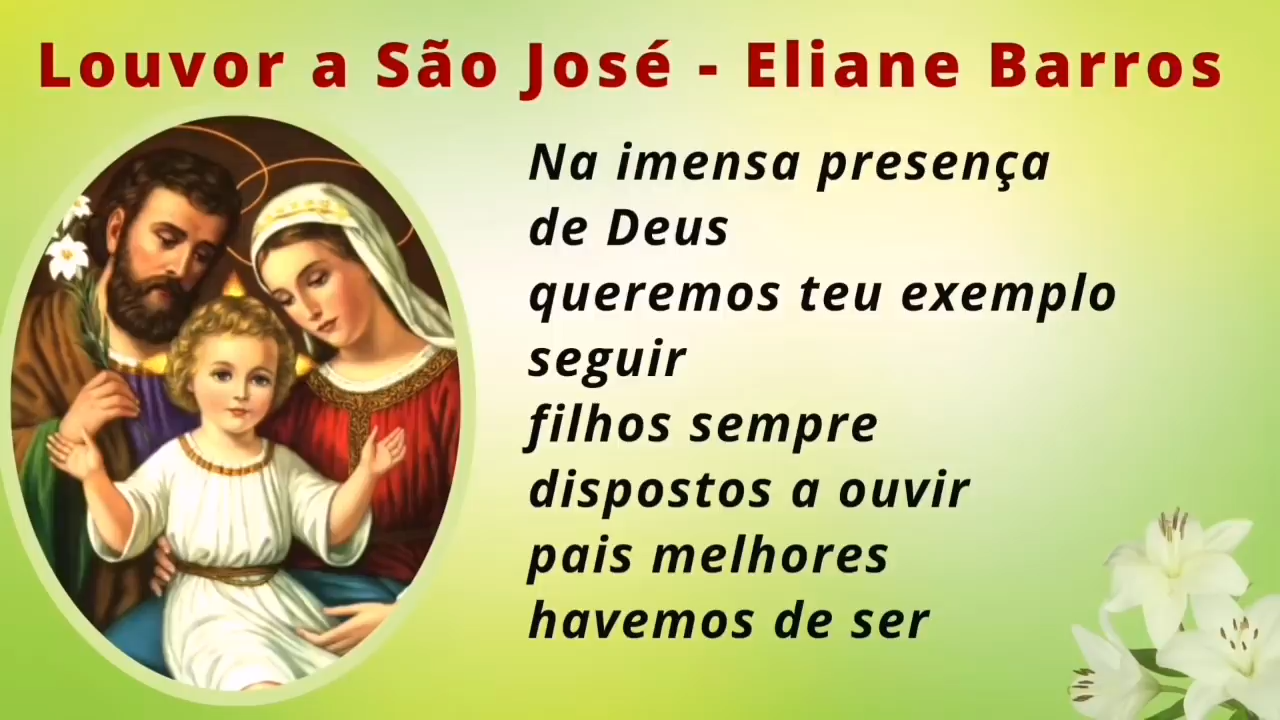 Louvor a São José - Eliane Barros
Na imensa presença
de Deus
queremos teu exemplo
seguir
filhos sempre
dispostos a ouvir
pais melhores
havemos de ser